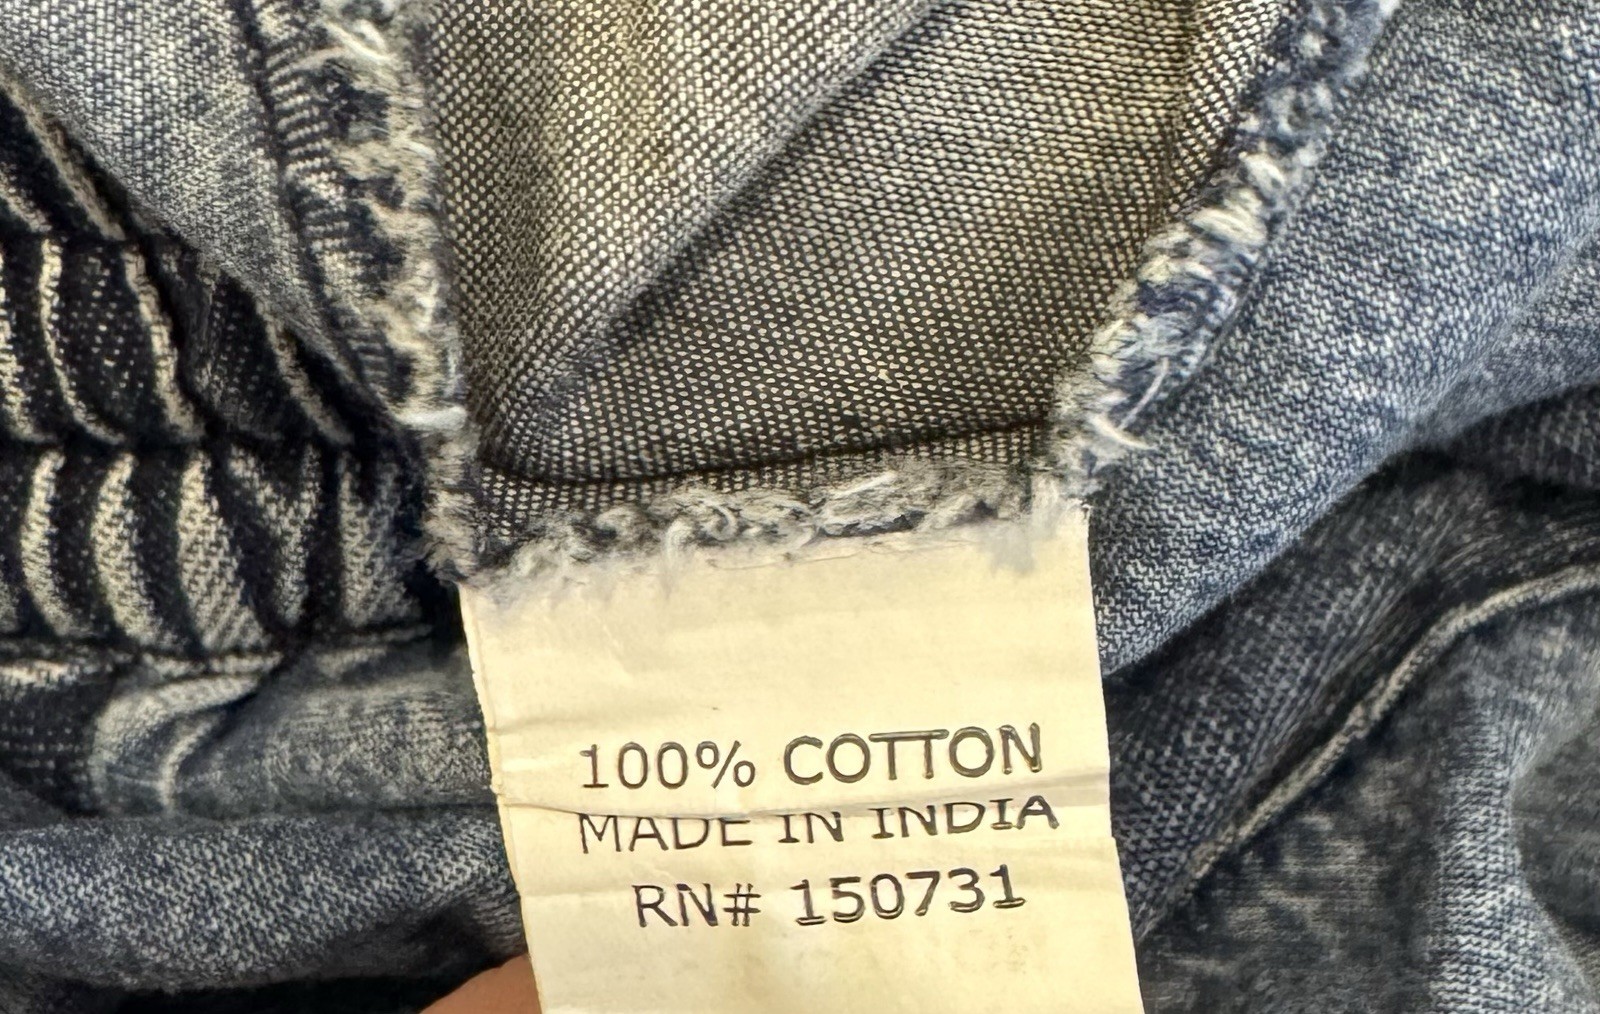 100% COTTON
MADE IN INDIA
RN# 150731